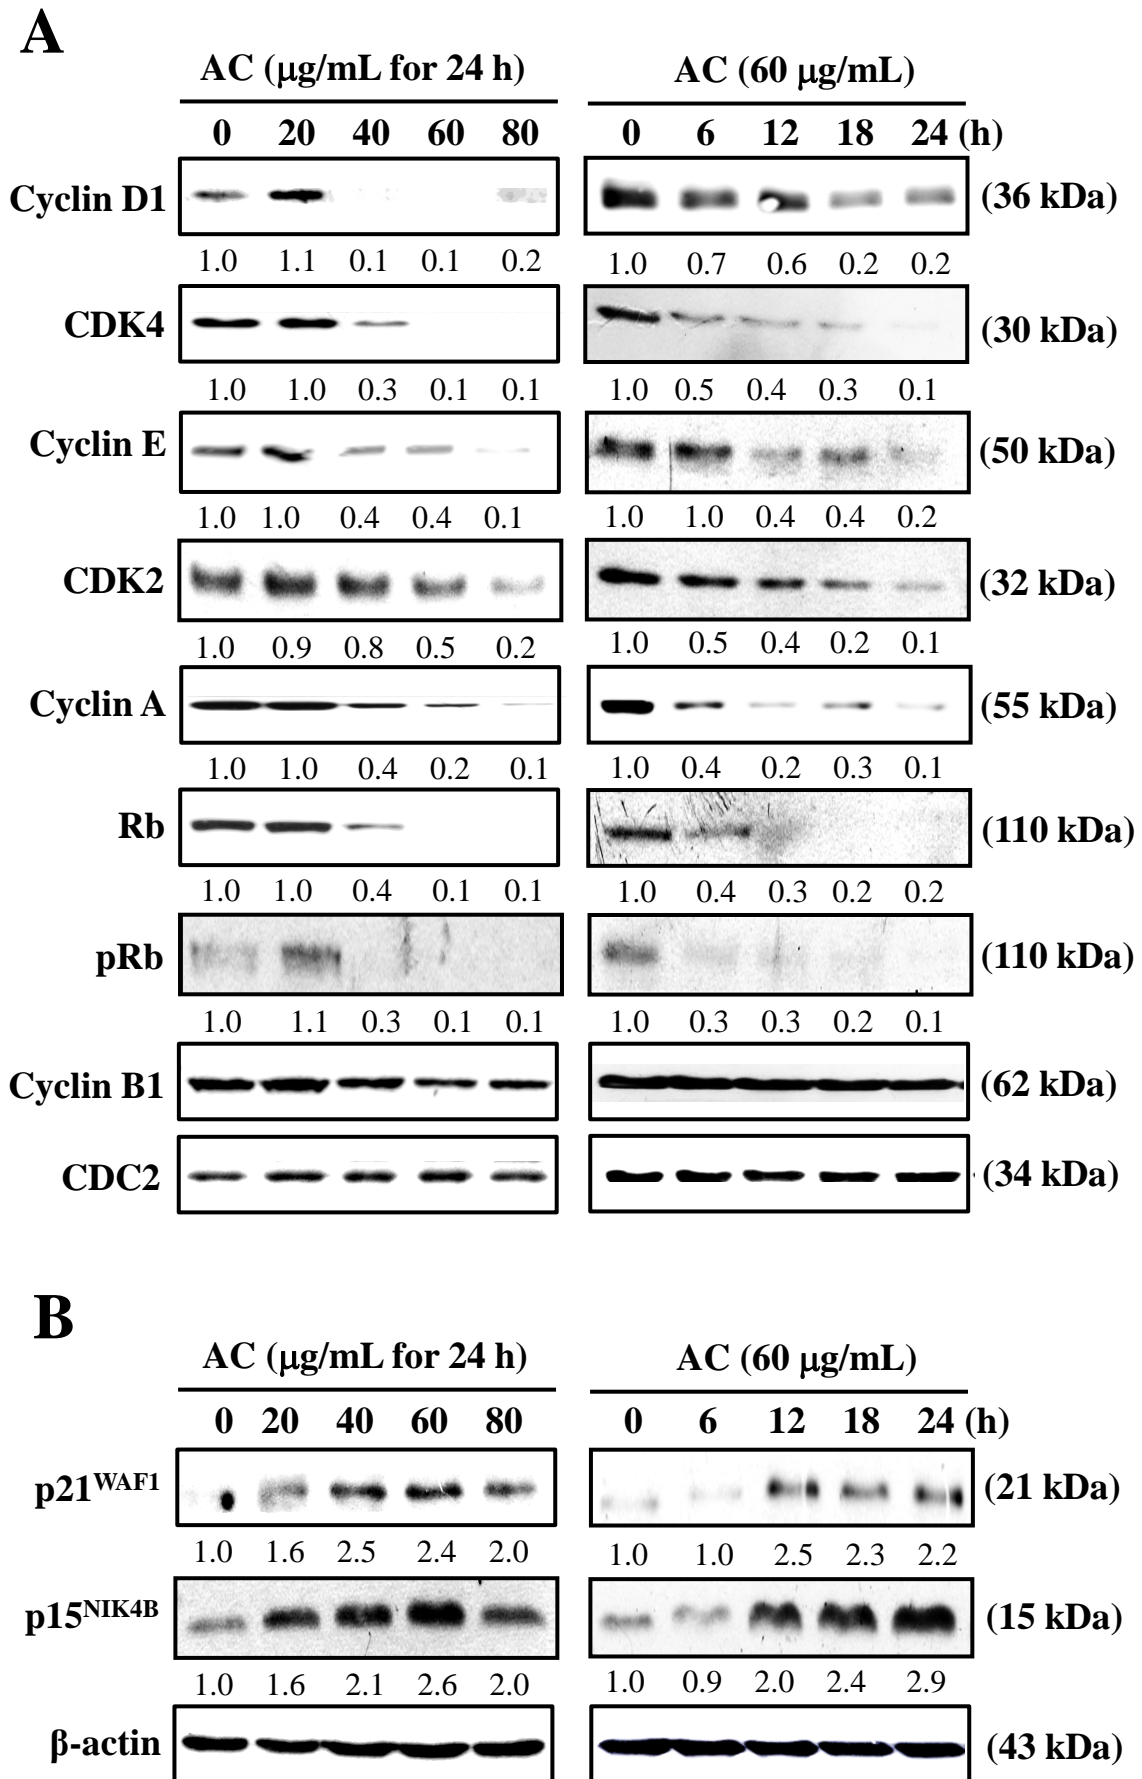 A
AC (μg/mL for 24 h) AC (60 μg/mL)
0 20 40 60 80 0 6 12 18 24 (h)
Cyclin D1 (36 kDa)
1.0 1.1 0.1 0.1 0.2 1.0 0.7 0.6 0.2 0.2
CDK4 (30 kDa)
1.0 1.0 0.3 0.1 0.1 1.0 0.5 0.4 0.3 0.1
Cyclin E (50 kDa)
1.0 1.0 0.4 0.4 0.1 1.0 1.0 0.4 0.4 0.2
CDK2 (32 kDa)
1.0 0.9 0.8 0.5 0.2 1.0 0.5 0.4 0.2 0.1
Cyclin A (55 kDa)
1.0 1.0 0.4 0.2 0.1 1.0 0.4 0.2 0.3 0.1
Rb (110 kDa)
1.0 1.0 0.4 0.1 0.1 1.0 0.4 0.3 0.2 0.2
pRb (110 kDa)
1.0 1.1 0.3 0.1 0.1 1.0 0.3 0.3 0.2 0.1
Cyclin B1 (62 kDa)
CDC2 (34 kDa)
B
AC (μg/mL for 24 h) AC (60 μg/mL)
0 20 40 60 80 0 6 12 18 24 (h)
p21WAF1 (21 kDa)
1.0 1.6 2.5 2.4 2.0 1.0 1.0 2.5 2.3 2.2
p15NIK4B (15 kDa)
1.0 1.6 2.1 2.6 2.0 1.0 0.9 2.0 2.4 2.9
β-actin (43 kDa)